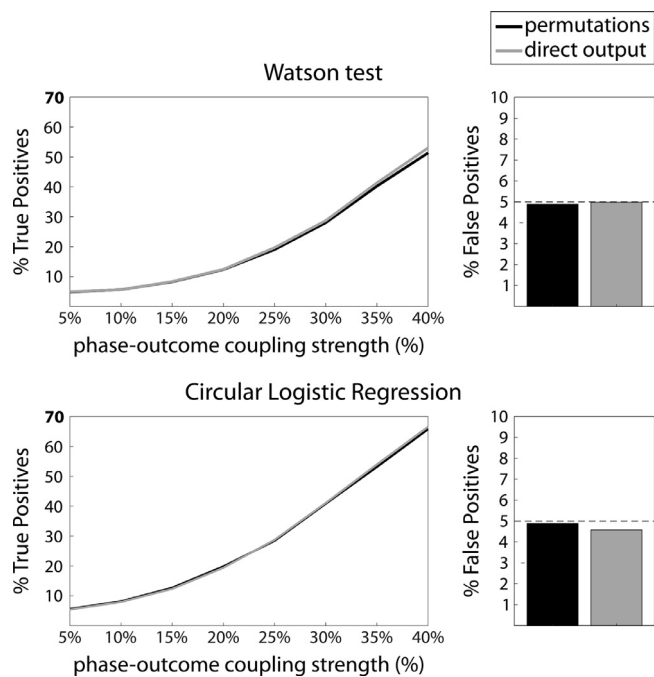 permutations
direct output
Watson test
70
60
50
40
30
20
10
% True Positives
5% 10% 15% 20% 25% 30% 35% 40%
phase-outcome coupling strength (%)
10
9
8
7
6
5
4
3
2
1
% False Positives
Circular Logistic Regression
70
60
50
40
30
20
10
% True Positives
5% 10% 15% 20% 25% 30% 35% 40%
phase-outcome coupling strength (%)
10
9
8
7
6
5
4
3
2
1
% False Positives